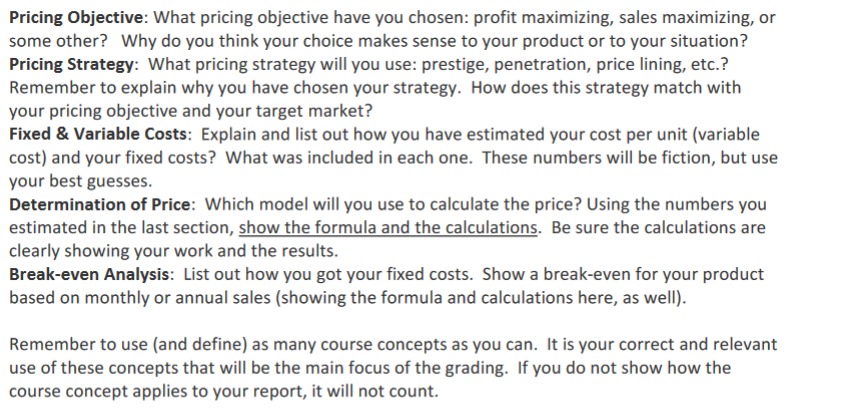 Pricing Objective: What pricing objective have you chosen: profit maximizing, sales maximizing, or
some other? Why do you think your choice makes sense to your product or to your situation?
Pricing Strategy: What pricing strategy will you use: prestige, penetration, price lining, etc.?
Remember to explain why you have chosen your strategy. How does this strategy match with
your pricing objective and your target market?
Fixed & Variable Costs: Explain and list out how you have estimated your cost per unit (variable
cost) and your fixed costs? What was included in each one. These numbers will be fiction, but use
your best guesses.
Determination of Price: Which model will you use to calculate the price? Using the numbers you
estimated in the last section, show the formula and the calculations. Be sure the calculations are
clearly showing your work and the results.
Break-even Analysis: List out how you got your fixed costs. Show a break-even for your product
based on monthly or annual sales (showing the formula and calculations here, as well).
Remember to use (and define) as many course concepts as you can. It is your correct and relevant
use of these concepts that will be the main focus of the grading. If you do not show how the
course concept applies to your report, it will not count.